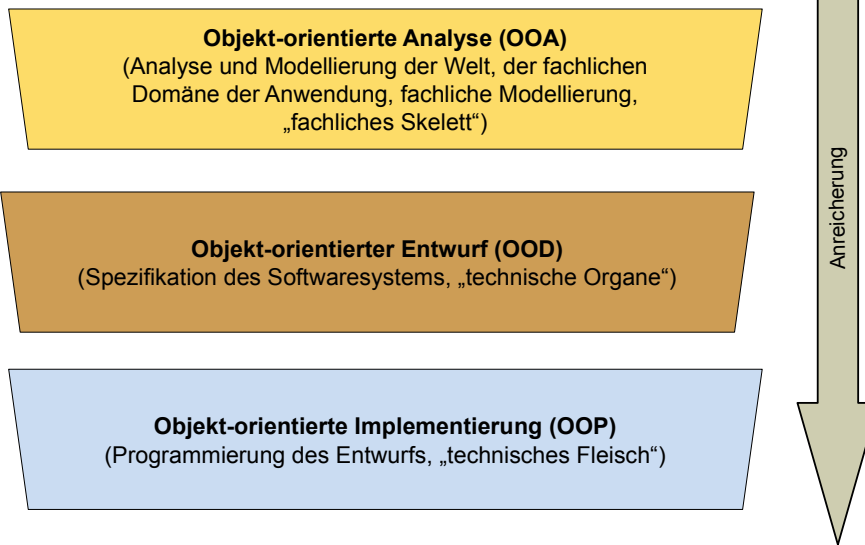 Objekt-orientierte Analyse (OOA)
(Analyse und Modellierung der Welt, der fachlichen
Domäne der Anwendung, fachliche Modellierung,
„fachliches Skelett“)
Objekt-orientierter Entwurf (OOD)
(Spezifikation des Softwaresystems, „technische Organe“)
Objekt-orientierte Implementierung (OOP)
(Programmierung des Entwurfs, „technisches Fleisch“)
Anreicherung